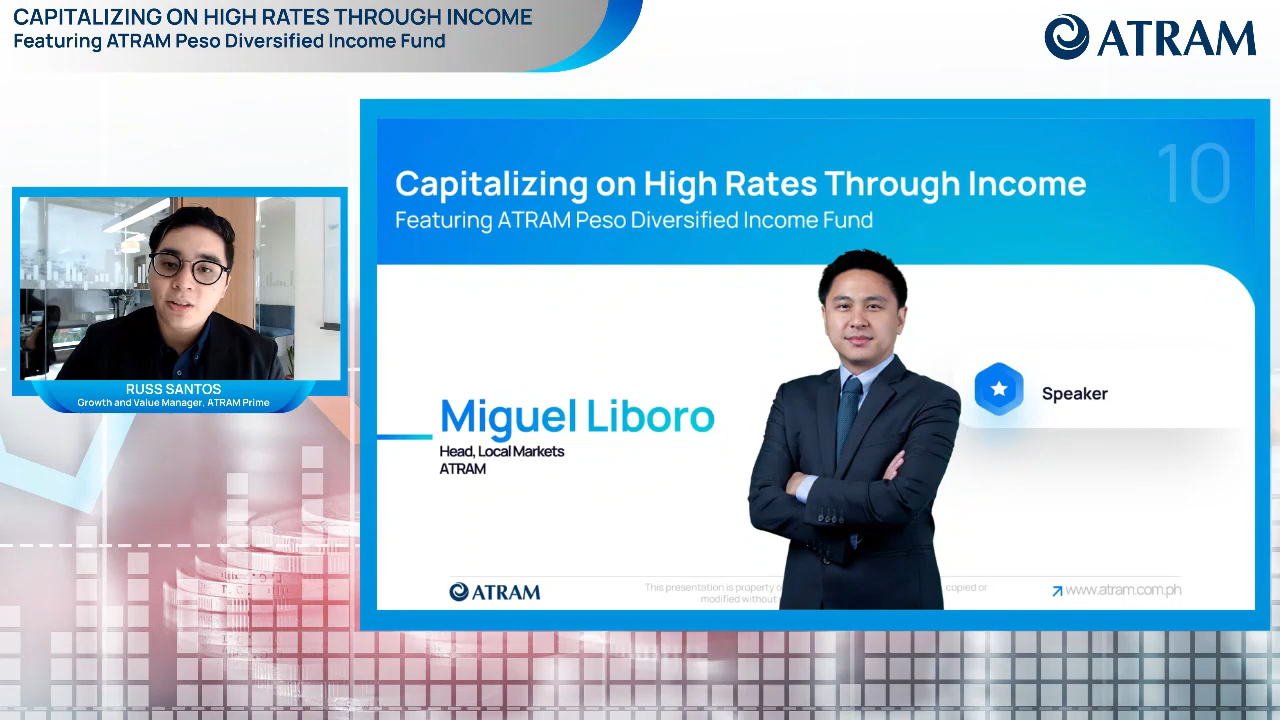 CAPITALIZING ON HIGH RATES THROUGH INCOME
Featuring ATRAM Peso Diversified Income Fund
ATRAM
Capitalizing on High Rates Through Income
Featuring ATRAM Peso Diversified Income Fund
10
RUSS SANTOS
Growth and Value Manager, ATRAM Prime
Miguel Liboro
Head, Local Markets
ATRAM
Speaker
ATRAM
This presentation is property o copied or
modified without
www.atram.com.ph